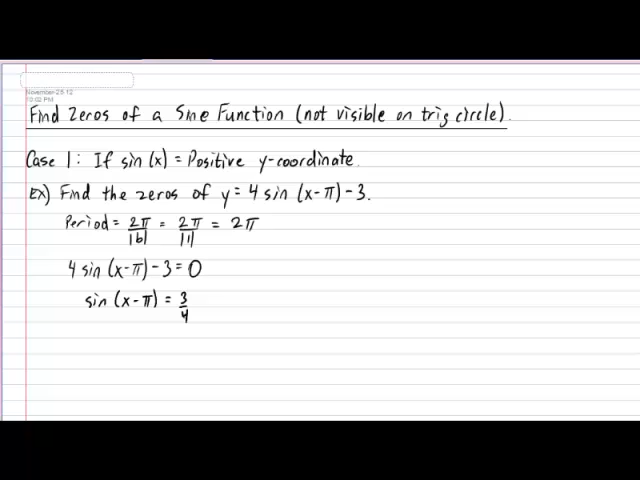 November-25-12
10:02 PM
Find Zeros of a Sine Function (not visible on trig circle).
Case 1: If sin(x) = Positive y-coordinate.
EX) Find the zeros of y = 4 sin (x-π) - 3.
Period = 2π/|b| = 2π/|1| = 2π
4 sin (x-π) - 3 = 0
sin (x-π) = 3/4